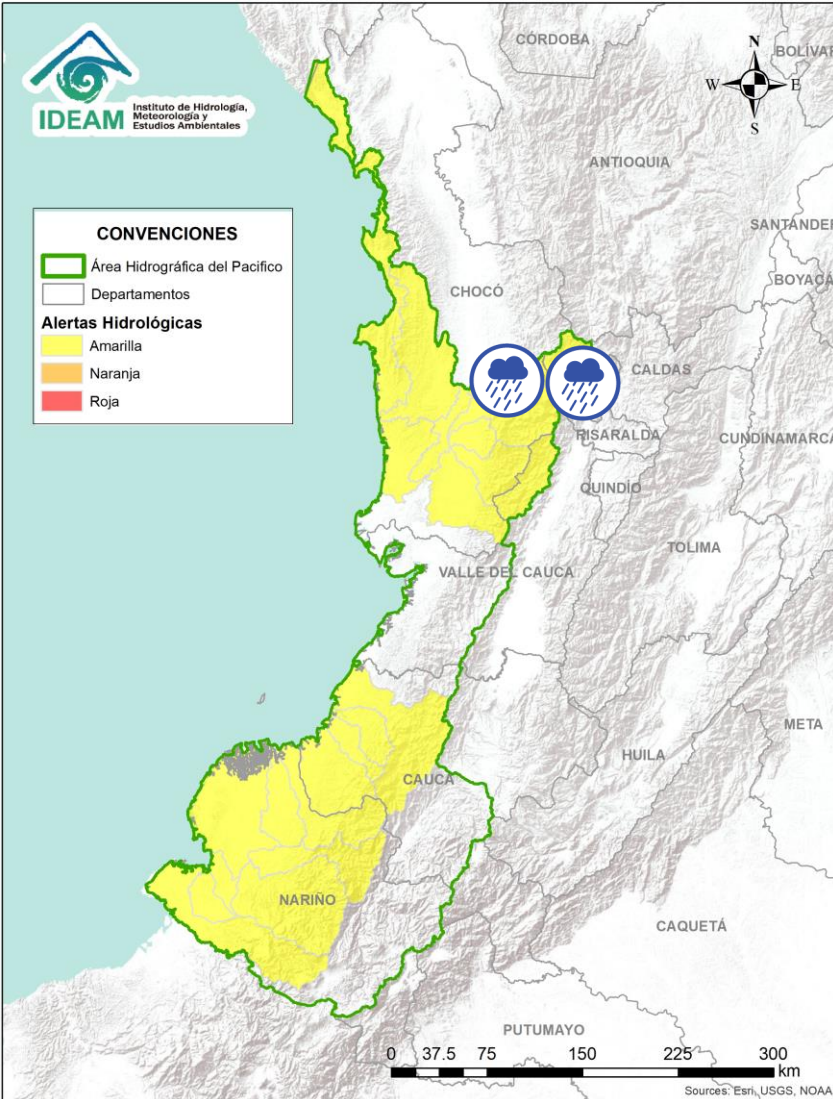 IDEAM
Instituto de Hidrología,
Meteorología y
Estudios Ambientales
CÓRDOBA
BOLÍVAR
N
W
E
S
ANTIOQUIA
SANTANDER
BOYACÁ
CONVENCIONES
Área Hidrográfica del Pacifico
Departamentos
Alertas Hidrológicas
Amarilla
Naranja
Roja
CHOCÓ
CALDAS
RISARALDA
CUNDINAMARCA
QUINDÍO
TOLIMA
VALLE DEL CAUCA
META
HUILA
CAUCA
NARIÑO
CAQUETÁ
PUTUMAYO
0 37.5 75 150 225 300
km
Sources: Esri, USGS, NOAA